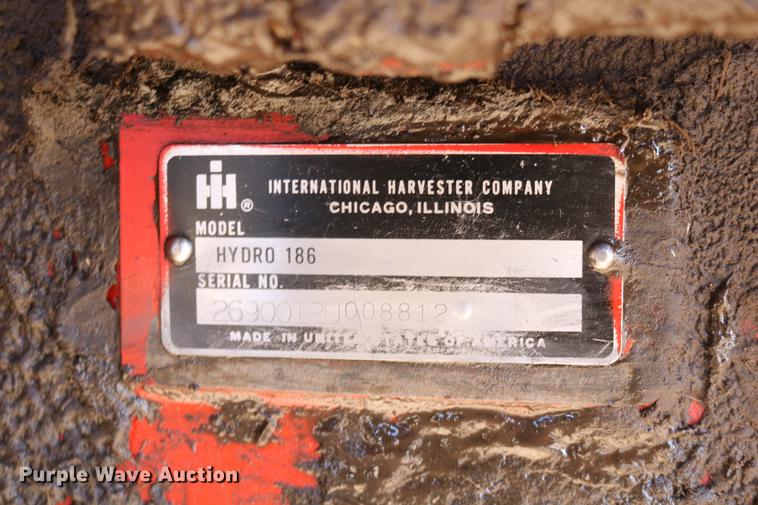 IH ®
INTERNATIONAL HARVESTER COMPANY
CHICAGO, ILLINOIS
MODEL
HYDRO 186
SERIAL NO.
2690012U008812
MADE IN UNITED STATES OF AMERICA
Purple Wave Auction